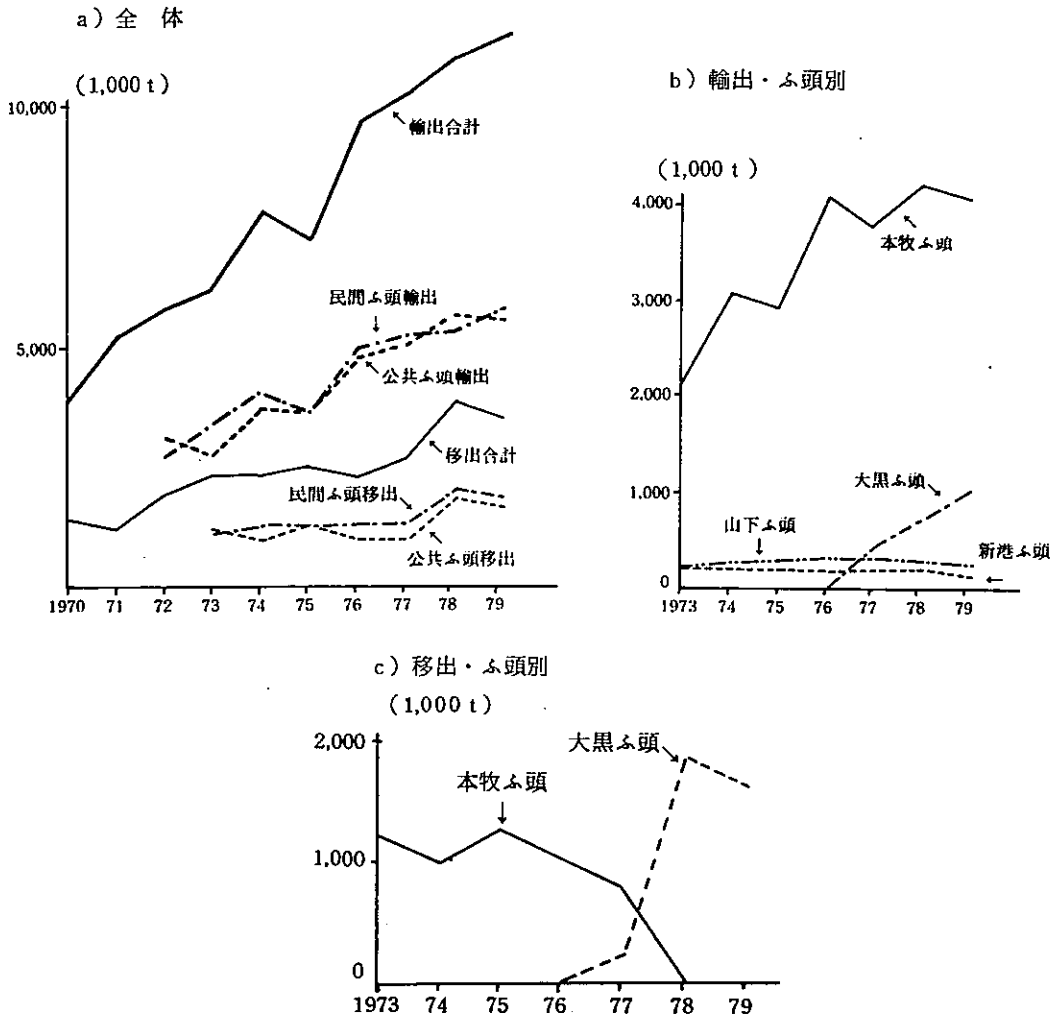 a）全　体
(1,000 t)
10,000
5,000
輸出合計
民間ふ頭輸出
公共ふ頭輸出
移出合計
民間ふ頭移出
公共ふ頭移出
1970 71 72 73 74 75 76 77 78 79
b）輸出・ふ頭別
(1,000 t)
4,000
3,000
2,000
1,000
0
本牧ふ頭
大黒ふ頭
山下ふ頭
新港ふ頭
1973 74 75 76 77 78 79
c）移出・ふ頭別
(1,000 t)
2,000
1,000
0
大黒ふ頭
本牧ふ頭
1973 74 75 76 77 78 79